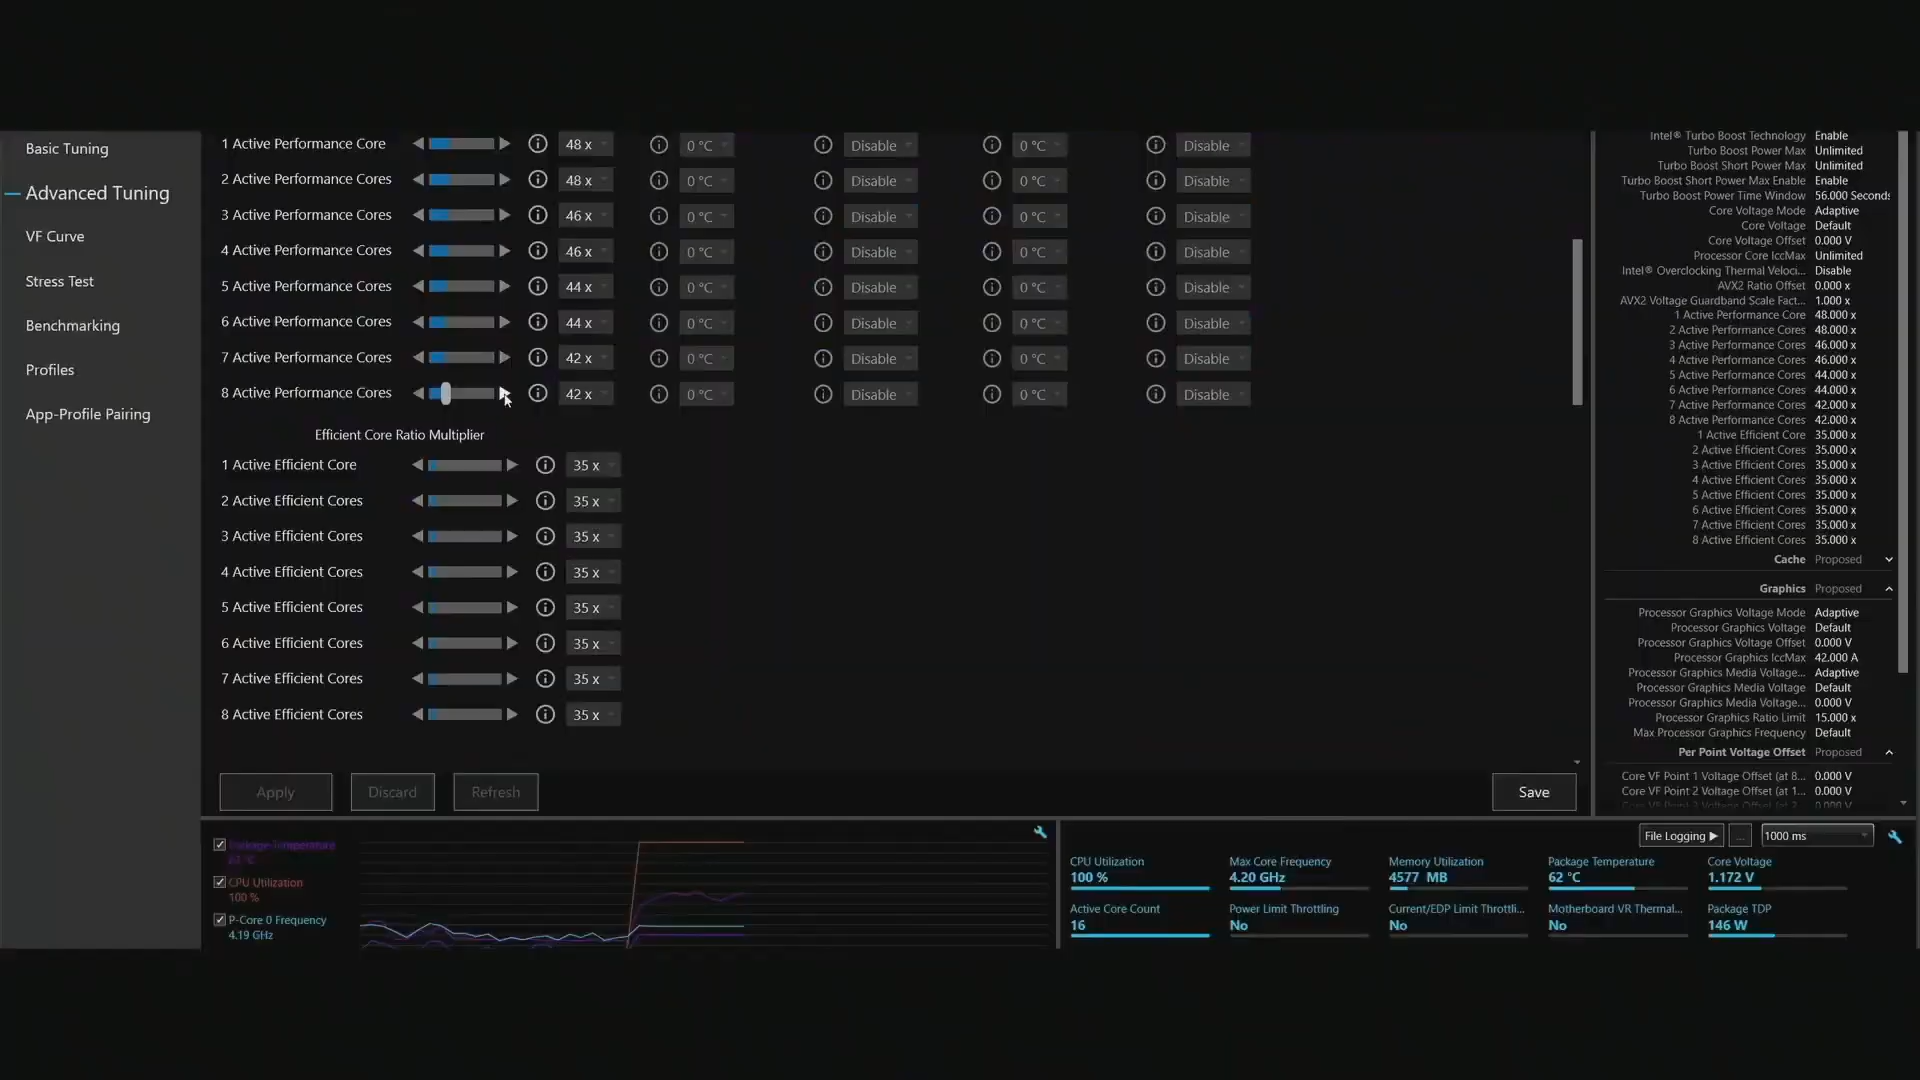 Basic Tuning
Advanced Tuning
VF Curve
Stress Test
Benchmarking
Profiles
App-Profile Pairing
1 Active Performance Core 48 x 0 °C Disable 0 °C Disable
2 Active Performance Cores 48 x 0 °C Disable 0 °C Disable
3 Active Performance Cores 46 x 0 °C Disable 0 °C Disable
4 Active Performance Cores 46 x 0 °C Disable 0 °C Disable
5 Active Performance Cores 44 x 0 °C Disable 0 °C Disable
6 Active Performance Cores 44 x 0 °C Disable 0 °C Disable
7 Active Performance Cores 42 x 0 °C Disable 0 °C Disable
8 Active Performance Cores 42 x 0 °C Disable 0 °C Disable
Efficient Core Ratio Multiplier
1 Active Efficient Core 35 x
2 Active Efficient Cores 35 x
3 Active Efficient Cores 35 x
4 Active Efficient Cores 35 x
5 Active Efficient Cores 35 x
6 Active Efficient Cores 35 x
7 Active Efficient Cores 35 x
8 Active Efficient Cores 35 x
Apply Discard Refresh Save
Intel® Turbo Boost Technology Enable
Turbo Boost Power Max Unlimited
Turbo Boost Short Power Max Unlimited
Turbo Boost Short Power Max Enable Enable
Turbo Boost Power Time Window 56.000 Seconds
Core Voltage Mode Adaptive
Core Voltage Default
Core Voltage Offset 0.000 V
Processor Core IccMax Unlimited
Intel® Overclocking Thermal Veloci... Disable
AVX2 Ratio Offset 0.000 x
AVX2 Voltage Guardband Scale Fact... 1.000 x
1 Active Performance Core 48.000 x
2 Active Performance Cores 48.000 x
3 Active Performance Cores 46.000 x
4 Active Performance Cores 46.000 x
5 Active Performance Cores 44.000 x
6 Active Performance Cores 44.000 x
7 Active Performance Cores 42.000 x
8 Active Performance Cores 42.000 x
1 Active Efficient Core 35.000 x
2 Active Efficient Cores 35.000 x
3 Active Efficient Cores 35.000 x
4 Active Efficient Cores 35.000 x
5 Active Efficient Cores 35.000 x
6 Active Efficient Cores 35.000 x
7 Active Efficient Cores 35.000 x
8 Active Efficient Cores 35.000 x
Cache Proposed
Graphics Proposed
Processor Graphics Voltage Mode Adaptive
Processor Graphics Voltage Default
Processor Graphics Voltage Offset 0.000 V
Processor Graphics IccMax 42.000 A
Processor Graphics Media Voltage... Adaptive
Processor Graphics Media Voltage Default
Processor Graphics Media Voltage... 0.000 V
Processor Graphics Ratio Limit 15.000 x
Max Processor Graphics Frequency Default
Per Point Voltage Offset Proposed
Core VF Point 1 Voltage Offset (at 8... 0.000 V
Core VF Point 2 Voltage Offset (at 1... 0.000 V
Package Temperature
CPU Utilization
100 %
P-Core 0 Frequency
4.19 GHz
File Logging ... 1000 ms
CPU Utilization Max Core Frequency Memory Utilization Package Temperature Core Voltage
100 % 4.20 GHz 4577 MB 62 °C 1.172 V
Active Core Count Power Limit Throttling Current/EDP Limit Throttli... Motherboard VR Thermal... Package TDP
16 No No No 146 W